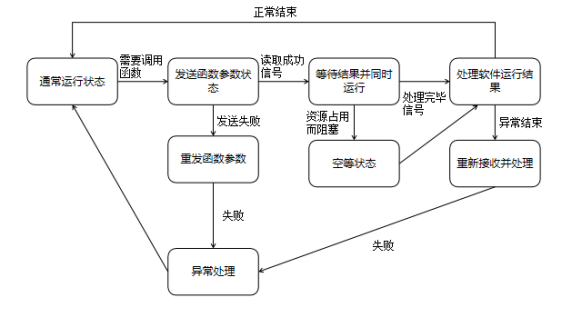 正常结束
通常运行状态
需要调用
函数
发送函数参数状
态
读取成功
信号
等待结果并同时
运行
处理完毕
信号
处理软件运行结
果
发送失败
资源占用
而阻塞
异常结束
重发函数参数
空等状态
重新接收并处理
失败
失败
异常处理